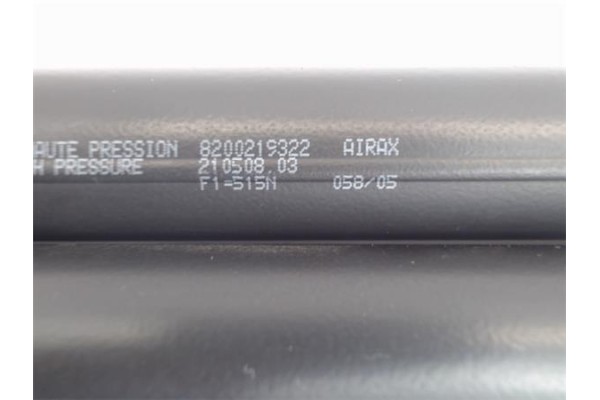 AUTE PRESSION 8200219322 AIRAX
H PRESSURE 210508.03
F1=515N 058/05